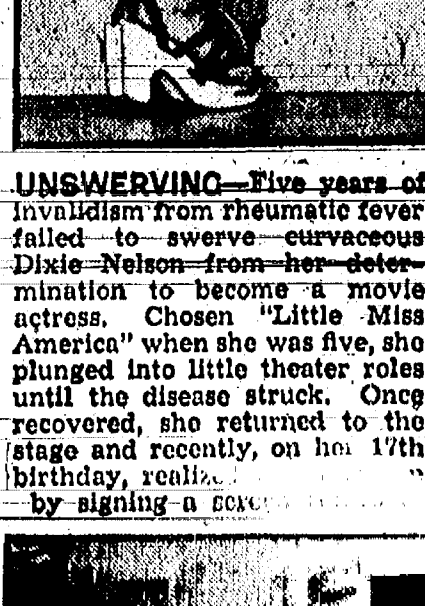 UNSWERVING—Five years of
invalidism from rheumatic fever
failed to swerve curvaceous
Dixie Nelson from her deter-
mination to become a movie
actress. Chosen "Little Miss
America" when she was five, she
plunged into little theater roles
until the disease struck. Once
recovered, she returned to the
stage and recently, on her 17th
birthday,
by signing a